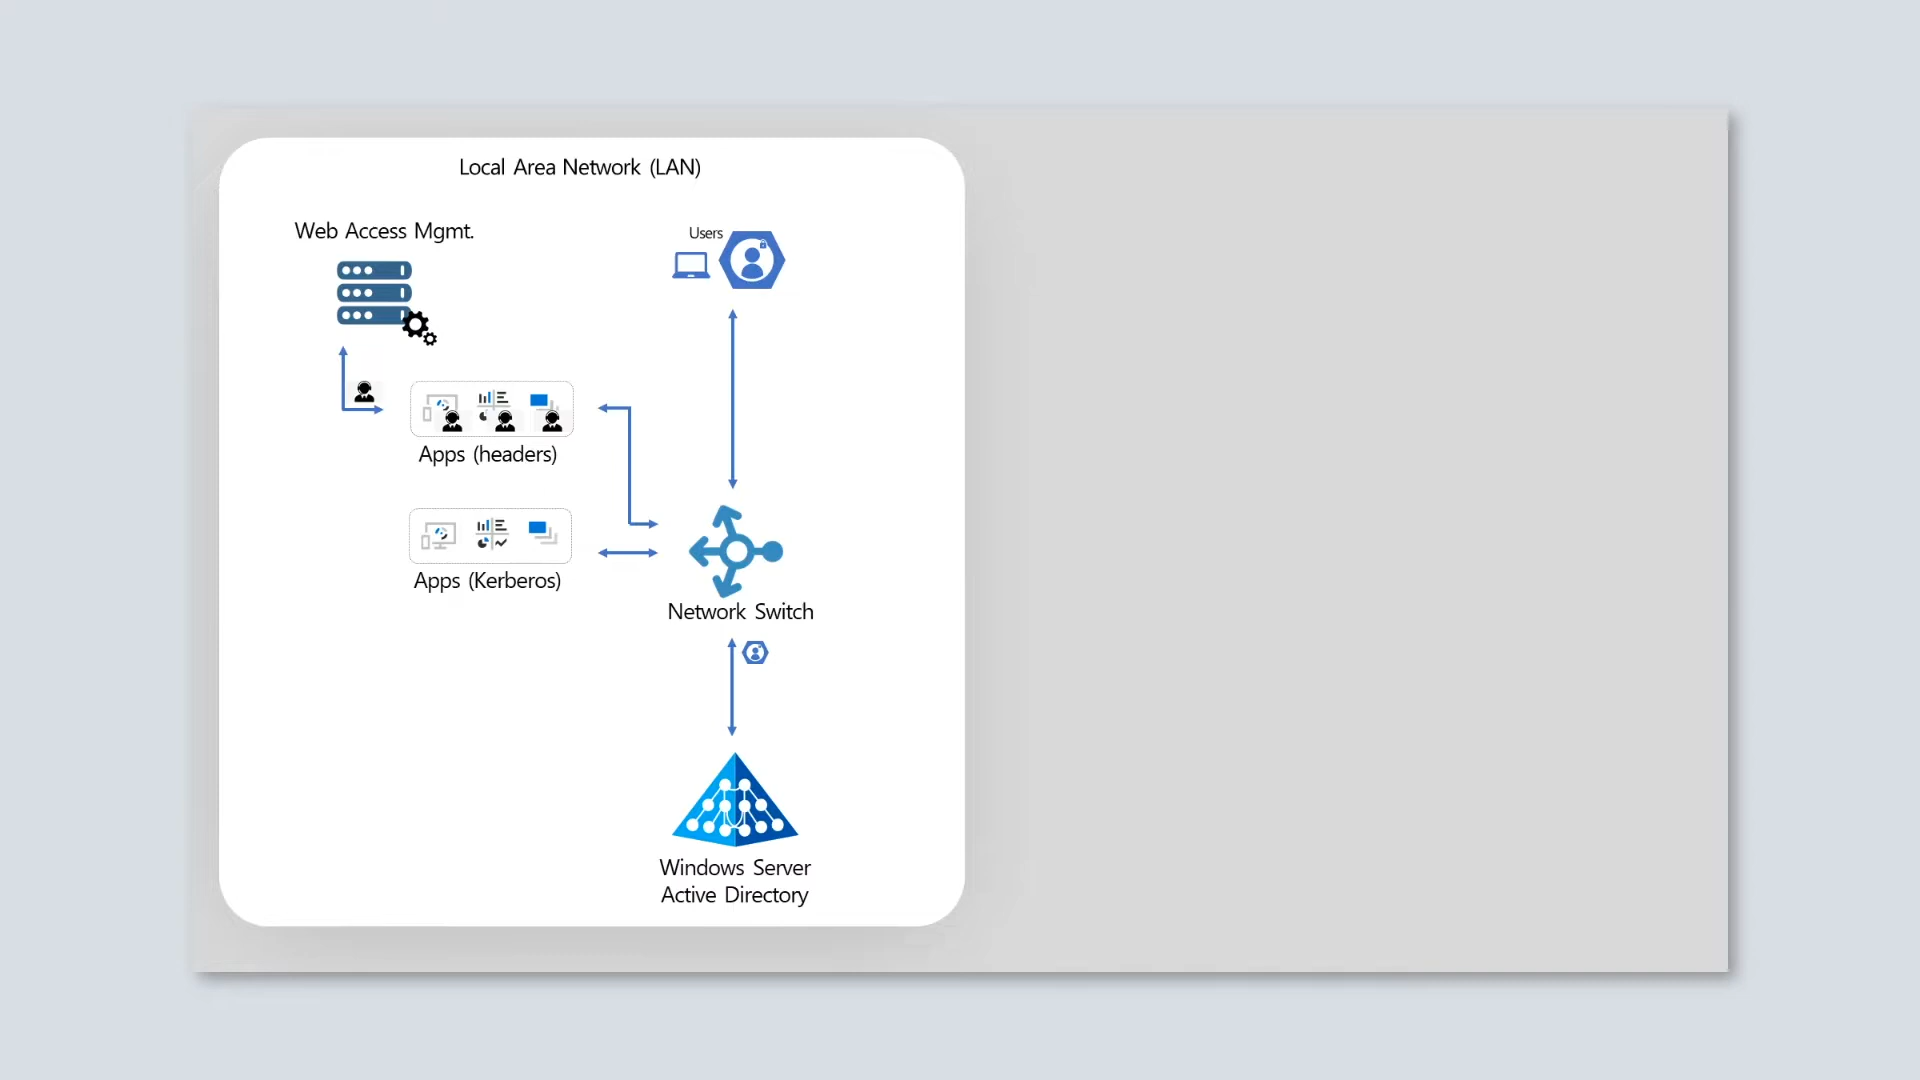 Local Area Network (LAN)
Web Access Mgmt.
Users
Apps (headers)
Apps (Kerberos)
Network Switch
Windows Server
Active Directory